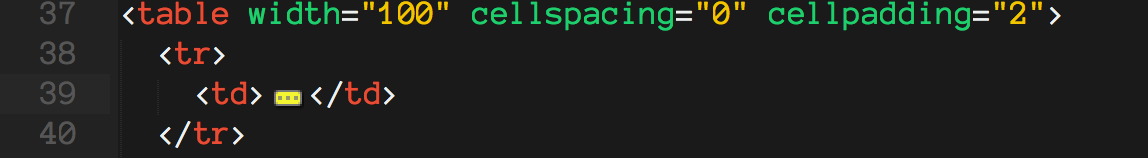 37 <table width="100" cellspacing="0" cellpadding="2">
38 <tr>
39 <td>…</td>
40 </tr>